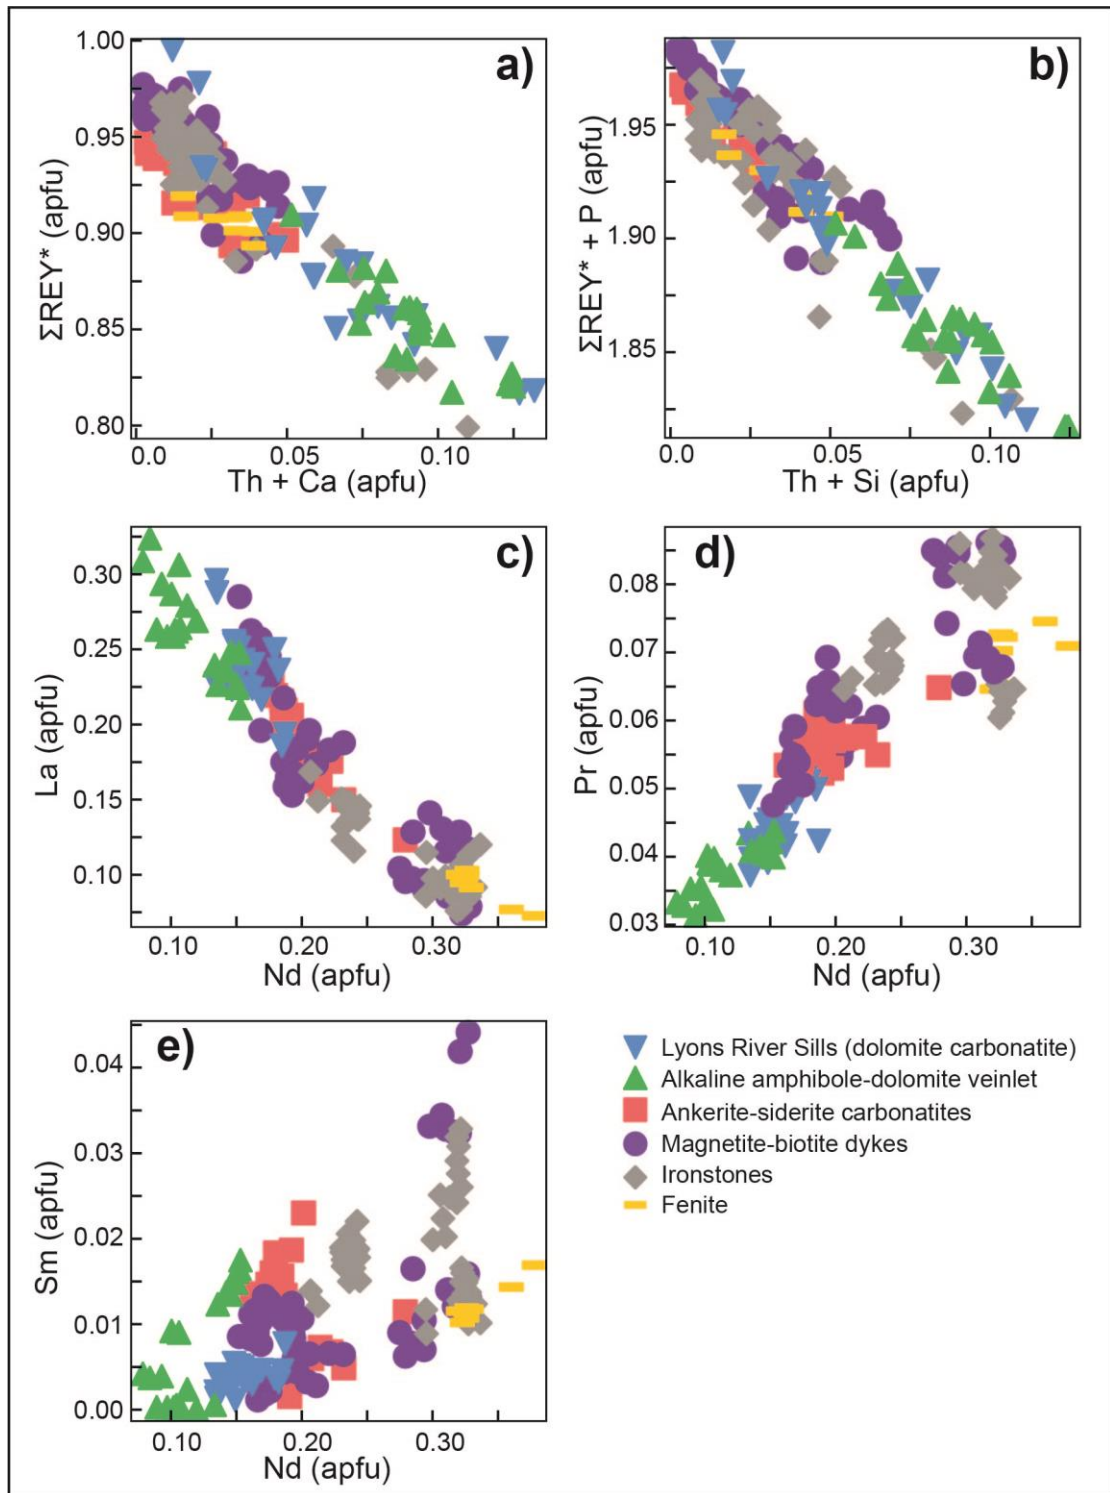 a)
1.00
0.95
0.90
0.85
0.80
ΣREY* (apfu)
0.0 0.05 0.10
Th + Ca (apfu)
b)
1.95
1.90
1.85
ΣREY* + P (apfu)
0.0 0.05 0.10
Th + Si (apfu)
c)
0.30
0.25
0.20
0.15
0.10
La (apfu)
0.10 0.20 0.30
Nd (apfu)
d)
0.08
0.07
0.06
0.05
0.04
0.03
Pr (apfu)
0.10 0.20 0.30
Nd (apfu)
e)
0.04
0.03
0.02
0.01
0.00
Sm (apfu)
0.10 0.20 0.30
Nd (apfu)
Lyons River Sills (dolomite carbonatite)
Alkaline amphibole-dolomite veinlet
Ankerite-siderite carbonatites
Magnetite-biotite dykes
Ironstones
Fenite